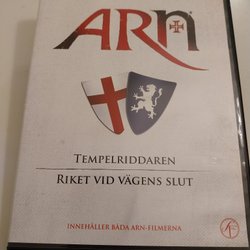 ARN
TEMPELRIDDAREN
RIKET VID VÄGENS SLUT
INNEHÅLLER BÅDA ARN-FILMERNA